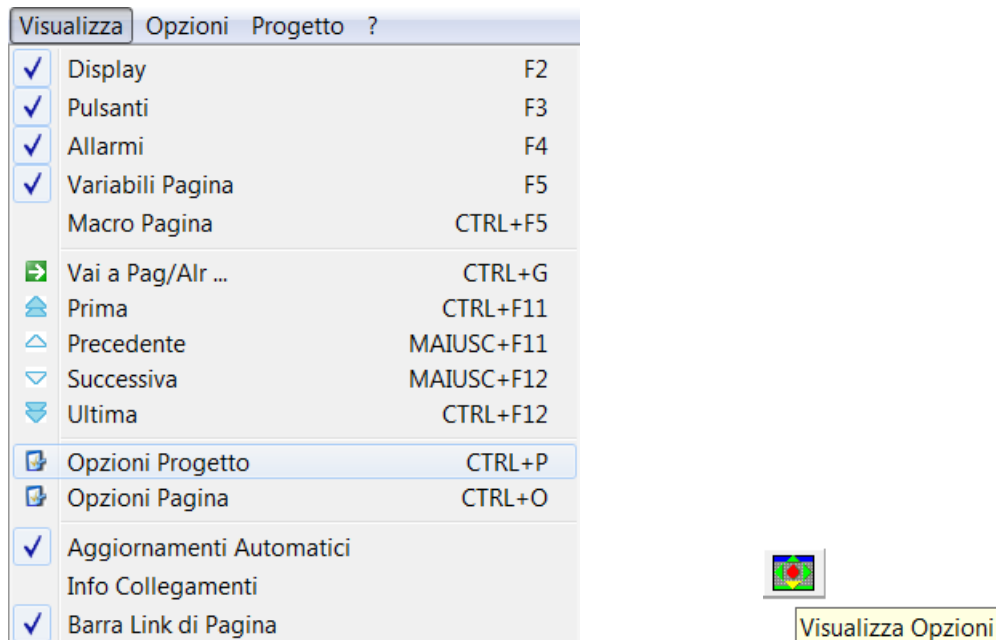 Visualizza Opzioni Progetto ?
Display F2
Pulsanti F3
Allarmi F4
Variabili Pagina F5
Macro Pagina CTRL+F5
Vai a Pag/Alr ... CTRL+G
Prima CTRL+F11
Precedente MAIUSC+F11
Successiva MAIUSC+F12
Ultima CTRL+F12
Opzioni Progetto CTRL+P
Opzioni Pagina CTRL+O
Aggiornamenti Automatici
Info Collegamenti
Barra Link di Pagina
Visualizza Opzioni